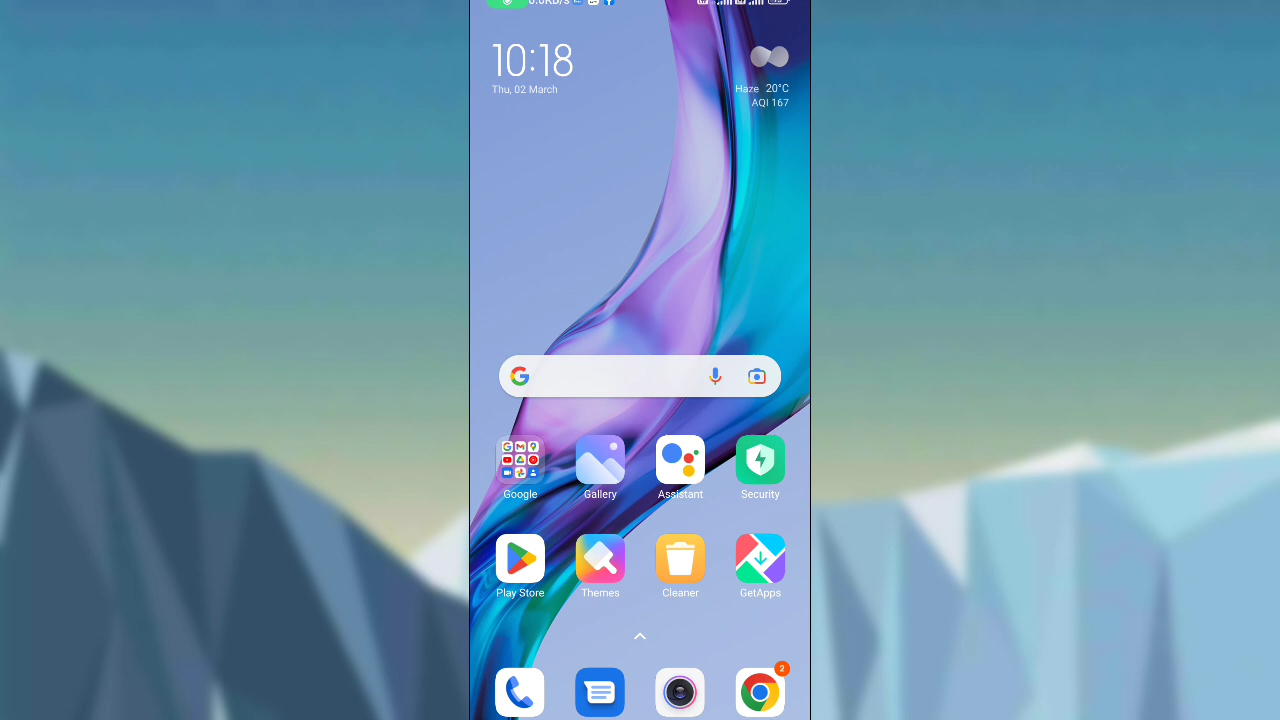 10:18
Thu, 02 March
Haze 20°C
AQI 167
Google
Gallery
Assistant
Security
Play Store
Themes
Cleaner
GetApps
2